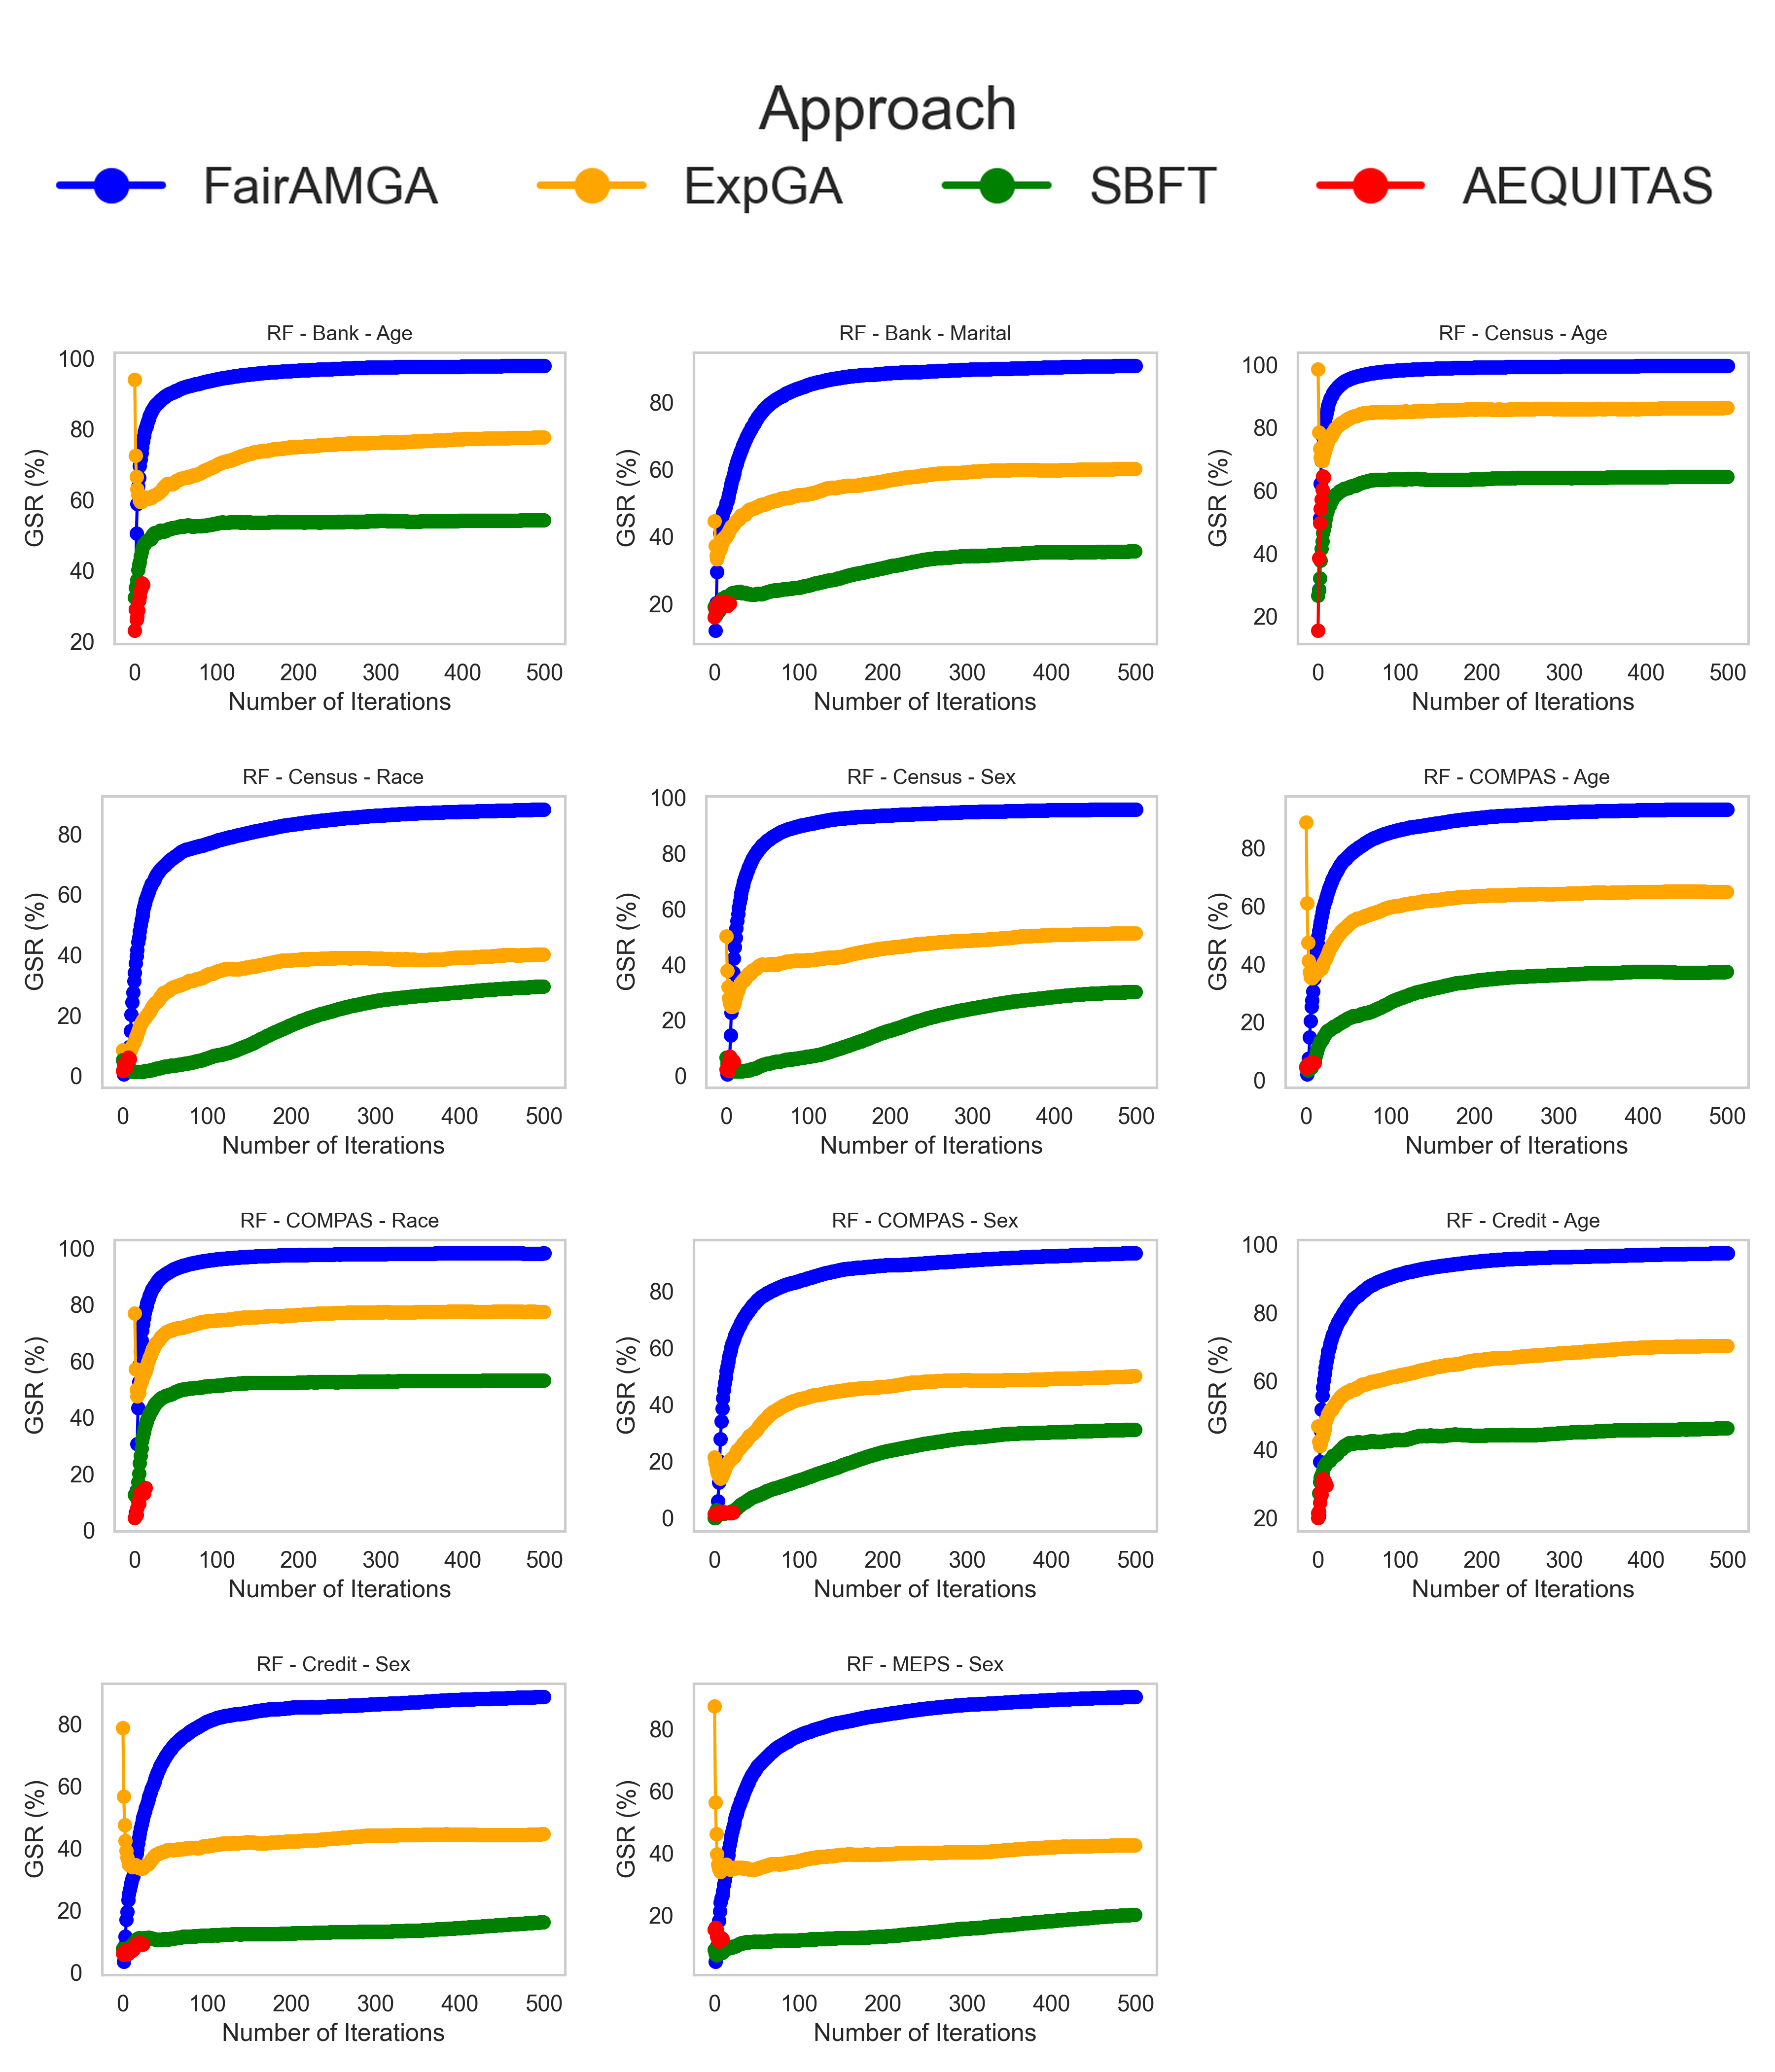 Approach
FairAMGA ExpGA SBFT AEQUITAS
RF - Bank - Age
GSR (%)
100
80
60
40
20
0 100 200 300 400 500
Number of Iterations
RF - Bank - Marital
GSR (%)
80
60
40
20
0 100 200 300 400 500
Number of Iterations
RF - Census - Age
GSR (%)
100
80
60
40
20
0 100 200 300 400 500
Number of Iterations
RF - Census - Race
GSR (%)
80
60
40
20
0
0 100 200 300 400 500
Number of Iterations
RF - Census - Sex
GSR (%)
100
80
60
40
20
0
0 100 200 300 400 500
Number of Iterations
RF - COMPAS - Age
GSR (%)
80
60
40
20
0
0 100 200 300 400 500
Number of Iterations
RF - COMPAS - Race
GSR (%)
100
80
60
40
20
0
0 100 200 300 400 500
Number of Iterations
RF - COMPAS - Sex
GSR (%)
80
60
40
20
0
0 100 200 300 400 500
Number of Iterations
RF - Credit - Age
GSR (%)
100
80
60
40
20
0 100 200 300 400 500
Number of Iterations
RF - Credit - Sex
GSR (%)
80
60
40
20
0
0 100 200 300 400 500
Number of Iterations
RF - MEPS - Sex
GSR (%)
80
60
40
20
0 100 200 300 400 500
Number of Iterations